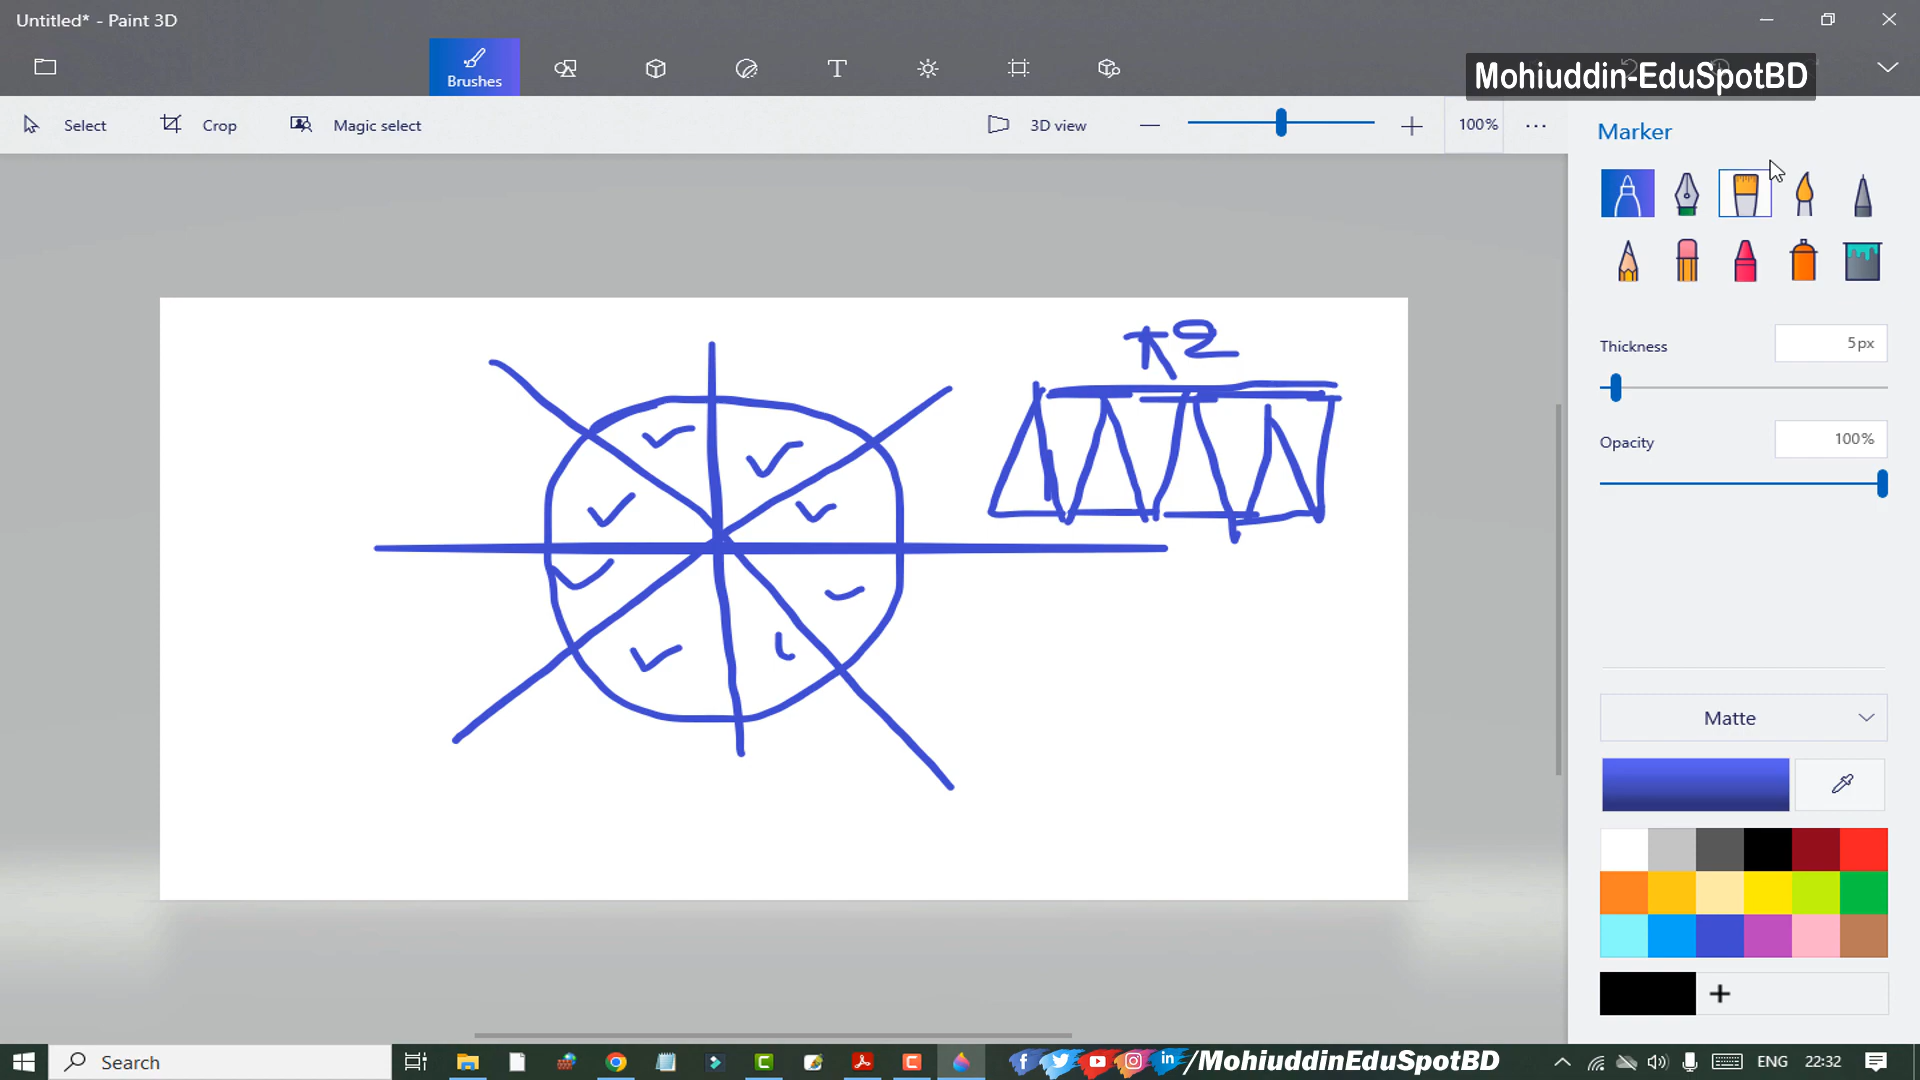 Untitled* - Paint 3D
Brushes
Mohiuddin-EduSpotBD
Select
Crop
Magic select
3D view
100%
Marker
Thickness
5px
Opacity
100%
Matte
Search
/MohiuddinEduSpotBD
ENG
22:32